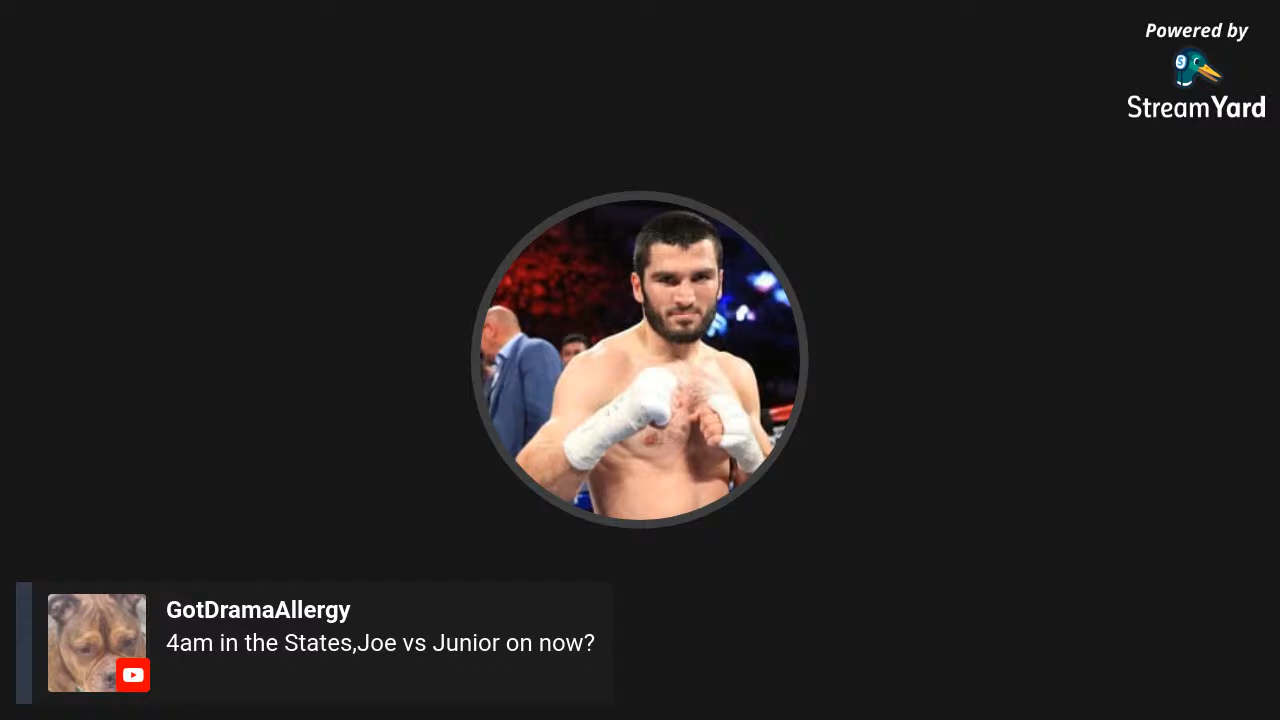 Powered by
StreamYard
GotDramaAllergy
4am in the States,Joe vs Junior on now?